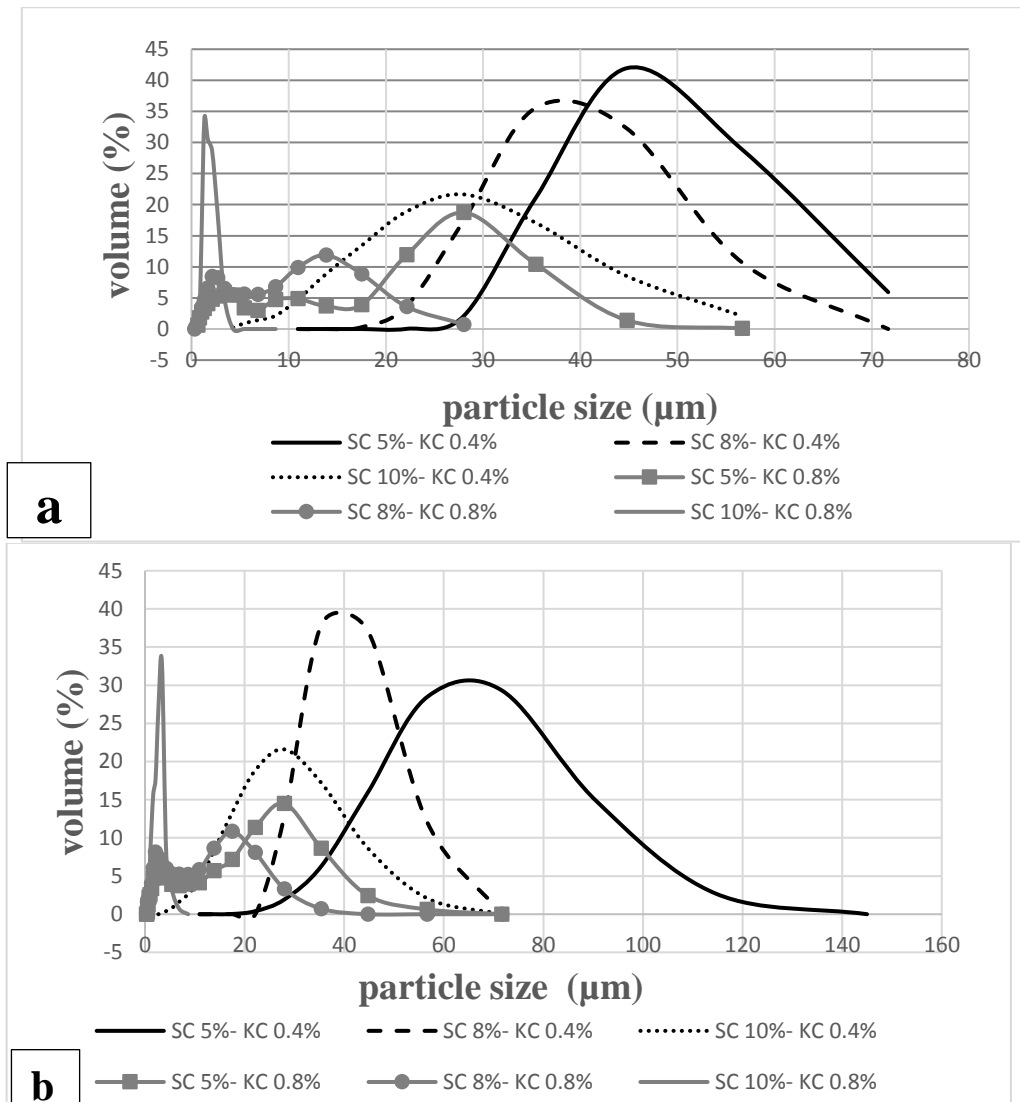 45
40
35
30
25
20
15
10
5
0
-5
volume (%)
0 10 20 30 40 50 60 70 80
particle size (µm)
SC 5%- KC 0.4% SC 8%- KC 0.4%
SC 10%- KC 0.4% SC 5%- KC 0.8%
SC 8%- KC 0.8% SC 10%- KC 0.8%
a
45
40
35
30
25
20
15
10
5
0
-5
volume (%)
0 20 40 60 80 100 120 140 160
particle size (µm)
SC 5%- KC 0.4% SC 8%- KC 0.4% SC 10%- KC 0.4%
SC 5%- KC 0.8% SC 8%- KC 0.8% SC 10%- KC 0.8%
b